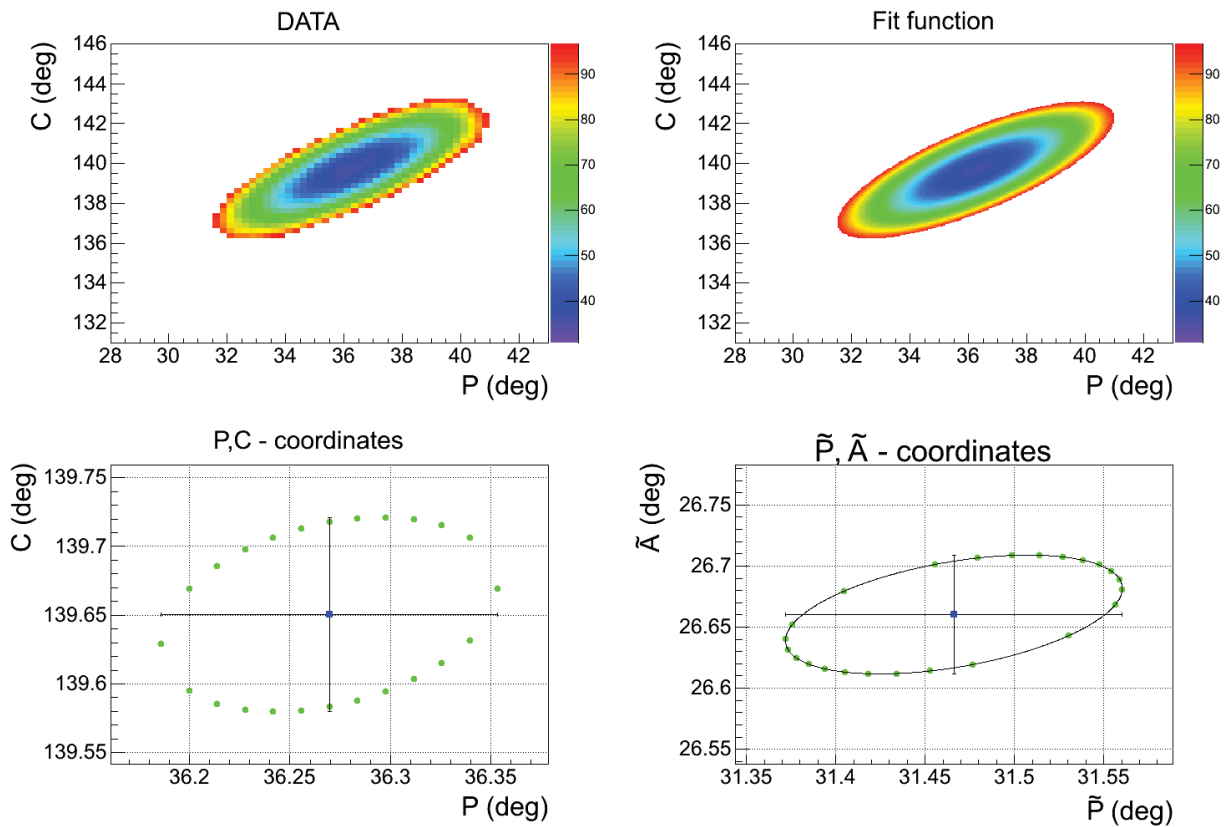 DATA
C (deg)
146
144
142
140
138
136
134
132
28 30 32 34 36 38 40 42
P (deg)
90
80
70
60
50
40
Fit function
C (deg)
146
144
142
140
138
136
134
132
28 30 32 34 36 38 40 42
P (deg)
90
80
70
60
50
40
P,C - coordinates
C (deg)
139.75
139.7
139.65
139.6
139.55
36.2 36.25 36.3 36.35
P (deg)
P̃, Ã - coordinates
Ã (deg)
26.75
26.7
26.65
26.6
26.55
31.35 31.4 31.45 31.5 31.55
P̃ (deg)